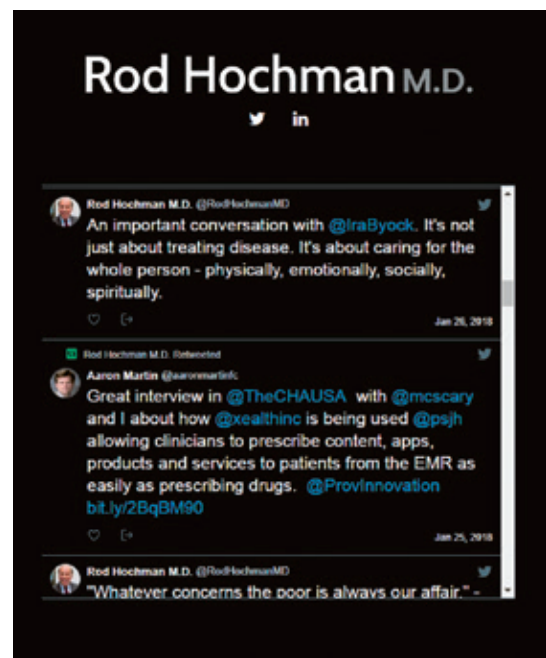 Rod Hochman M.D.
in
Rod Hochman M.D. @RodHochmanMD
An important conversation with @IraByock. It's not
just about treating disease. It's about caring for the
whole person - physically, emotionally, socially,
spiritually.
Jan 26, 2018
Rod Hochman M.D. Retweeted
Aaron Martin @aaronmartinfc
Great interview in @TheCHAUSA with @mcscary
and I about how @xealthinc is being used @psjh
allowing clinicians to prescribe content, apps,
products and services to patients from the EMR as
easily as prescribing drugs. @ProvInnovation
bit.ly/2BqBM90
Jan 25, 2018
Rod Hochman M.D. @RodHochmanMD
"Whatever concerns the poor is always our affair." -